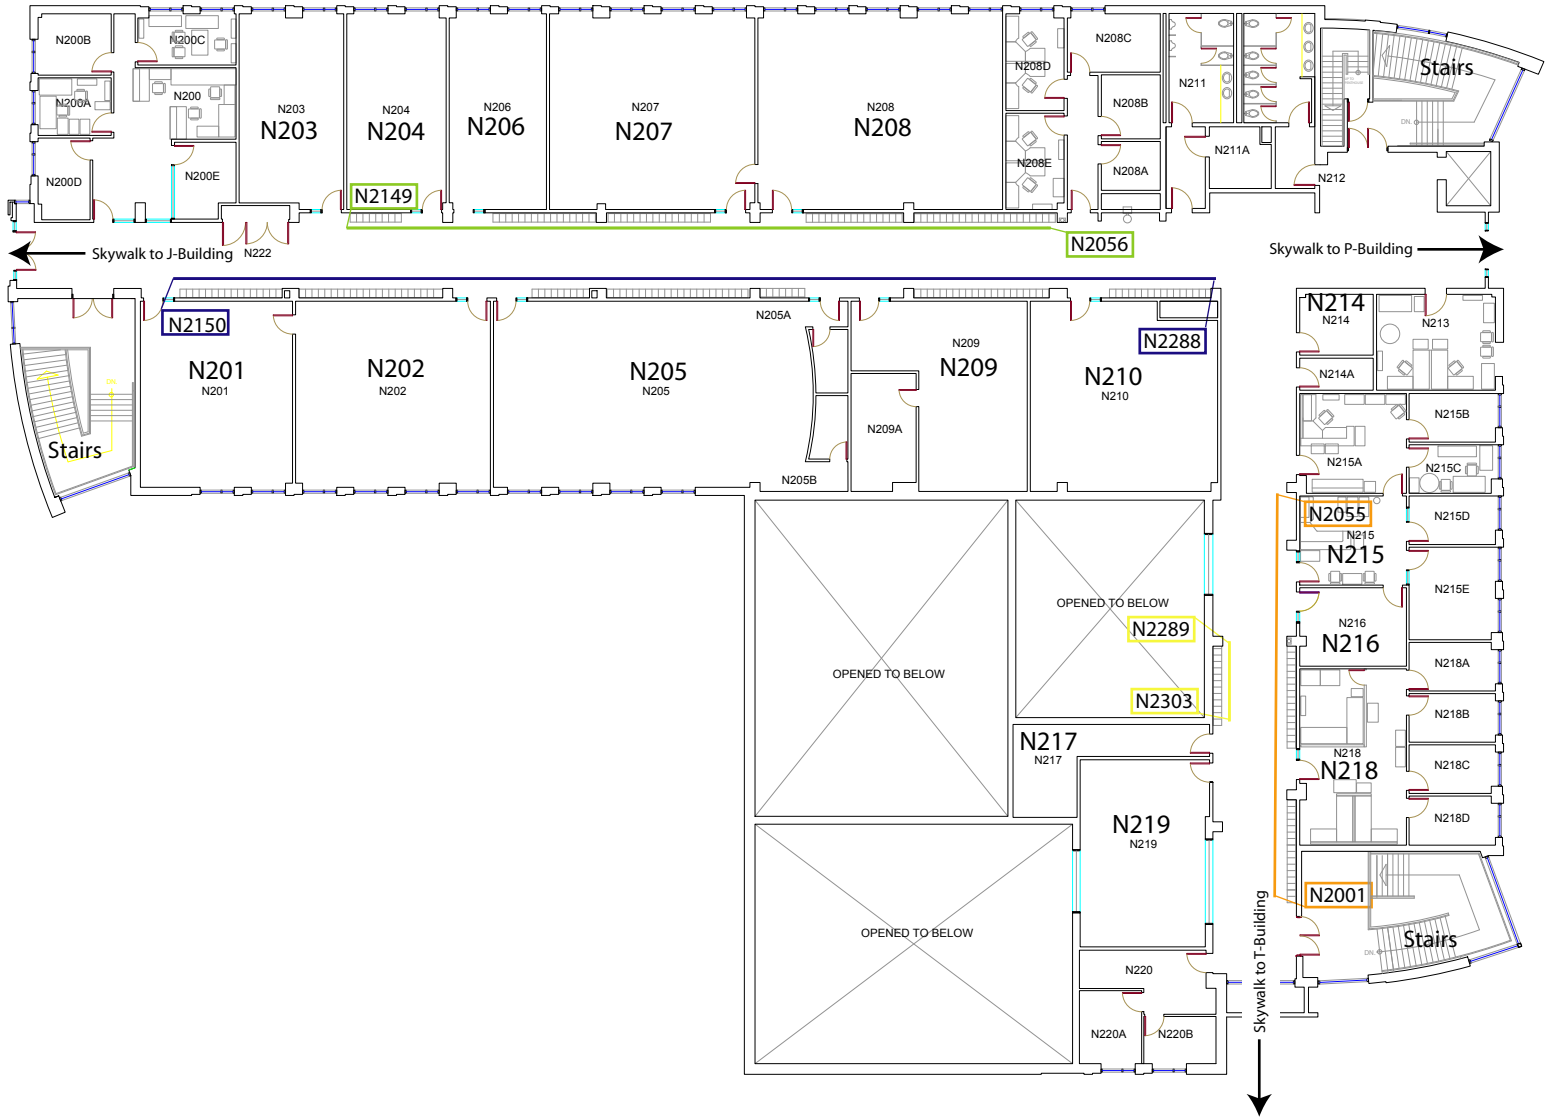 N200B
N200C
N200A
N200
N200D
N200E
N203
N203
N204
N204
N206
N206
N207
N207
N208
N208
N208D
N208E
N208C
N208B
N208A
N211
N211A
N212
Stairs
DN.
N2149
N2056
Skywalk to J-Building
N222
Skywalk to P-Building
N2150
N201
N201
N202
N202
N205A
N205
N205
N205B
N209
N209
N209A
N2288
N210
N210
DN.
Stairs
N214
N214
N213
N214A
N215A
N215B
N215C
N2055
N215
N215
N215D
N215E
N216
N216
N218A
N218B
N218
N218
N218C
N218D
OPENED TO BELOW
N2289
N2303
OPENED TO BELOW
N217
N217
N219
N219
OPENED TO BELOW
N2001
Stairs
DN.
N220
N220A
N220B
Skywalk to T-Building